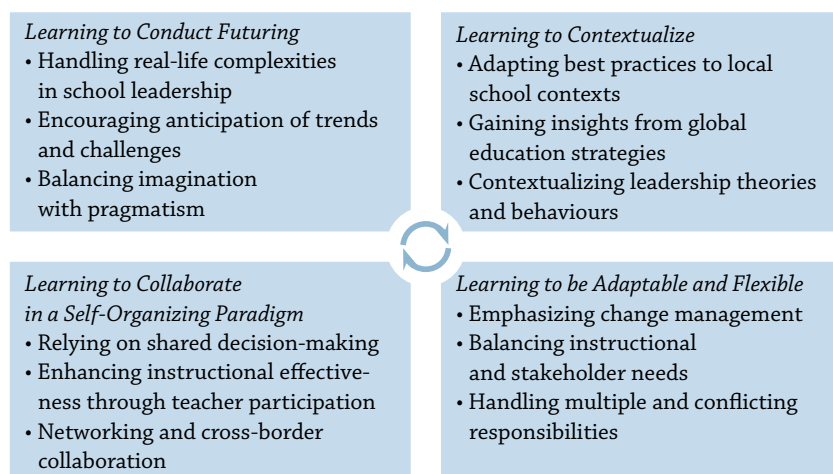 Learning to Conduct Futuring
• Handling real-life complexities
in school leadership
• Encouraging anticipation of trends
and challenges
• Balancing imagination
with pragmatism
Learning to Contextualize
• Adapting best practices to local
school contexts
• Gaining insights from global
education strategies
• Contextualizing leadership theories
and behaviours
Learning to Collaborate
in a Self-Organizing Paradigm
• Relying on shared decision-making
• Enhancing instructional effective-
ness through teacher participation
• Networking and cross-border
collaboration
Learning to be Adaptable and Flexible
• Emphasizing change management
• Balancing instructional
and stakeholder needs
• Handling multiple and conflicting
responsibilities